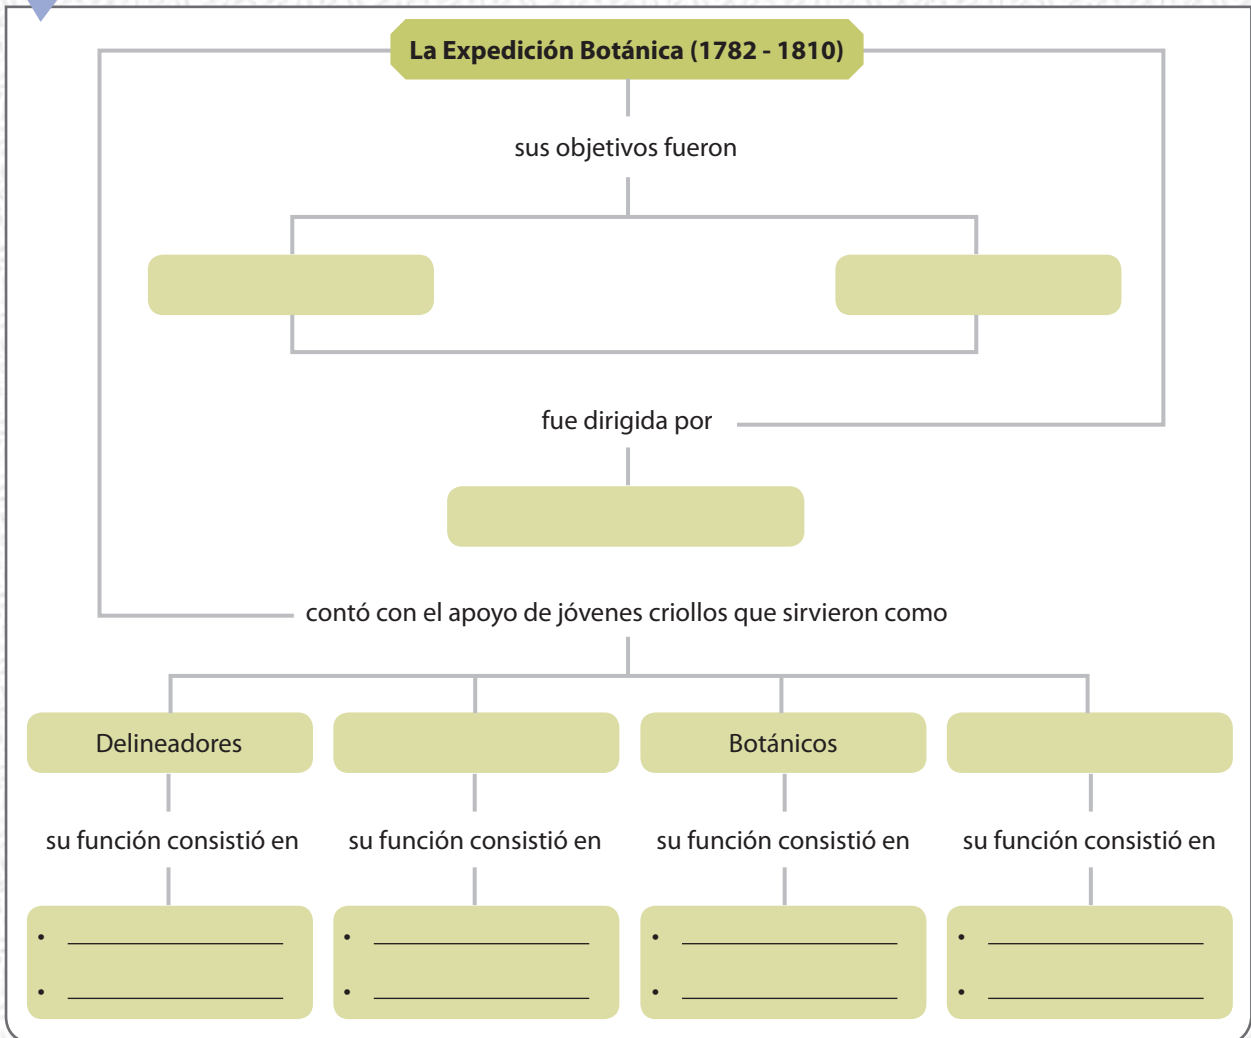 La Expedición Botánica (1782 - 1810)
sus objetivos fueron
fue dirigida por
contó con el apoyo de jóvenes criollos que sirvieron como
Delineadores
Botánicos
su función consistió en
su función consistió en
su función consistió en
su función consistió en